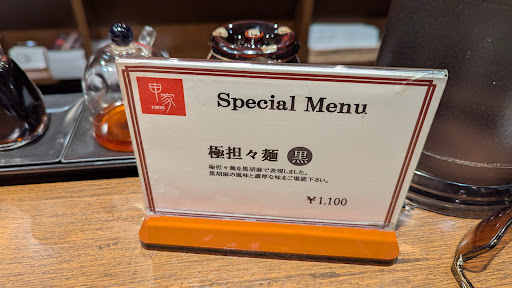 申家
Special Menu
極担々麺 黒
極担々麺を黒胡麻で表現しました。
黒胡麻の風味と濃厚な味をご堪能下さい。
￥1,100